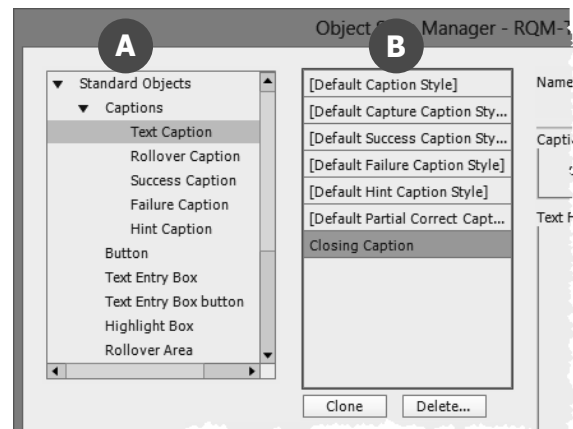 Object Manager - RQM-
A
B
Standard Objects
Captions
Text Caption
Rollover Caption
Success Caption
Failure Caption
Hint Caption
Button
Text Entry Box
Text Entry Box button
Highlight Box
Rollover Area
[Default Caption Style]
[Default Capture Caption Sty...
[Default Success Caption Sty...
[Default Failure Caption Style]
[Default Hint Caption Style]
[Default Partial Correct Capt...
Closing Caption
Clone
Delete...
Name
Capti
Text H